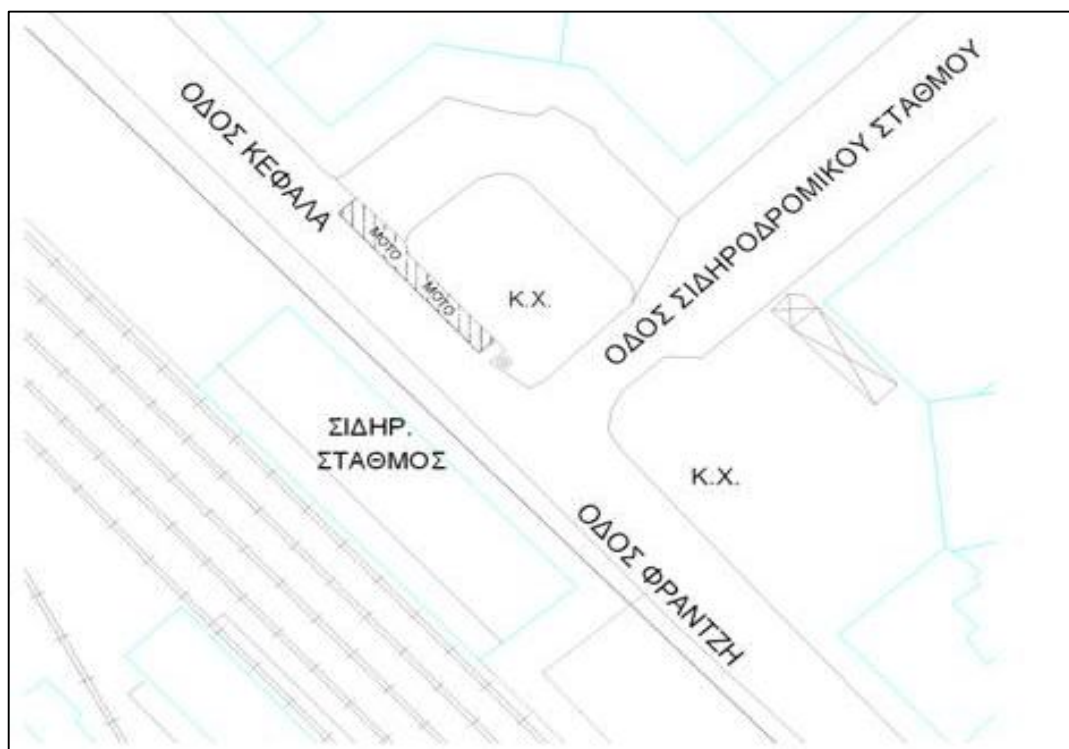 ΟΔΟΣ ΚΕΦΑΛΑ
ΟΔΟΣ ΣΙΔΗΡΟΔΡΟΜΙΚΟΥ ΣΤΑΘΜΟΥ
ΜΟΤΟ
ΜΟΤΟ
Κ.Χ.
ΣΙΔΗΡ.
ΣΤΑΘΜΟΣ
Κ.Χ.
ΟΔΟΣ ΦΡΑΝΤΖΗ